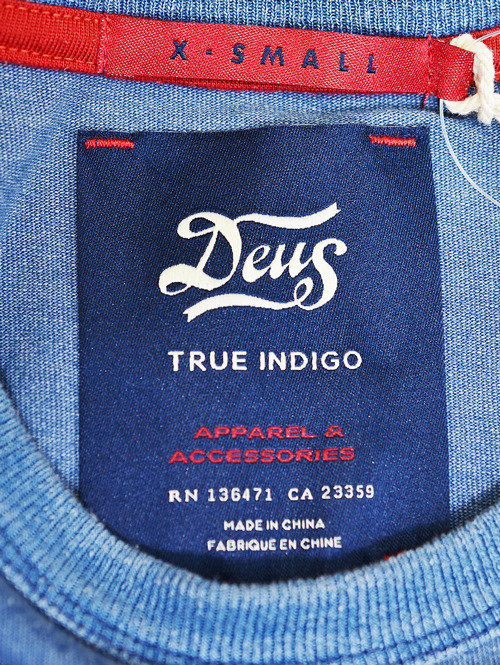 X - SMALL
Deus
TRUE INDIGO
APPAREL &
ACCESSORIES
RN 136471 CA 23359
MADE IN CHINA
FABRIQUE EN CHINE